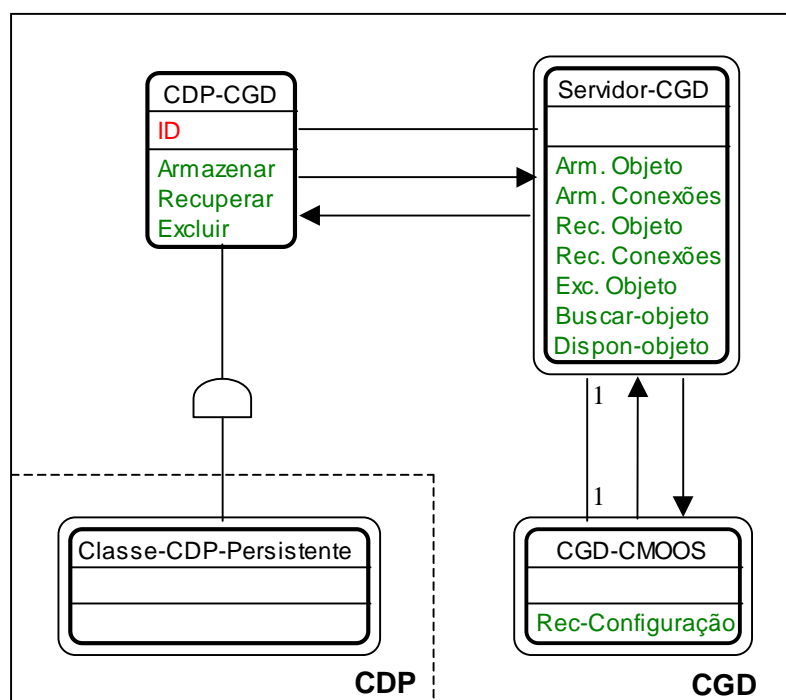 CDP-CGD
ID
Armazenar
Recuperar
Excluir
Servidor-CGD
Arm. Objeto
Arm. Conexões
Rec. Objeto
Rec. Conexões
Exc. Objeto
Buscar-objeto
Dispon-objeto
1
1
Classe-CDP-Persistente
CDP
CGD-CMOOS
Rec-Configuração
CGD